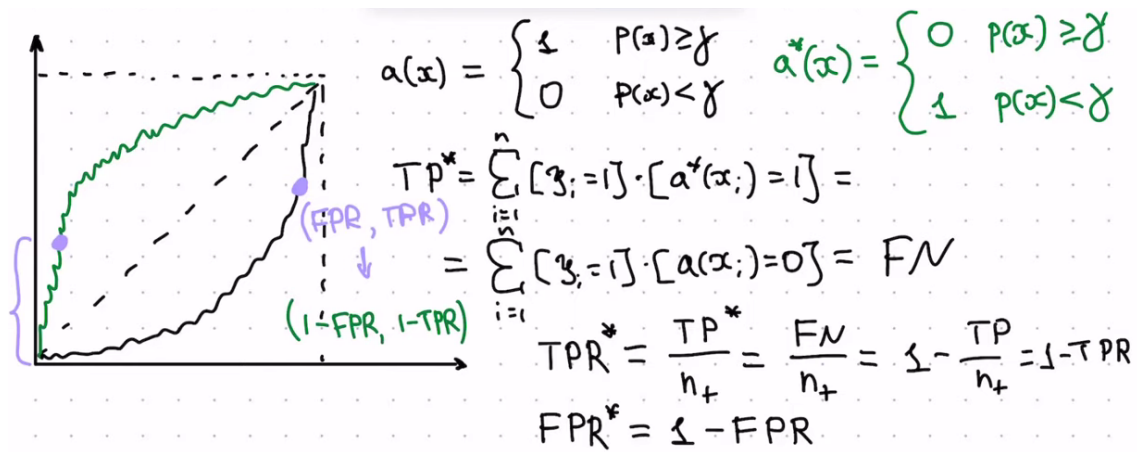 a(x) = { 1 p(x) ≥ γ
0 p(x) < γ
a*(x) = { 0 p(x) ≥ γ
1 p(x) < γ
TP* = Σ_{i=1}^{n} [y_i = 1] · [a*(x_i) = 1] =
= Σ_{i=1}^{n} [y_i = 1] · [a(x_i) = 0] = FN
TPR* = TP*/n₊ = FN/n₊ = 1 - TP/n₊ = 1 - TPR
FPR* = 1 - FPR
(FPR, TPR)
↓
(1-FPR, 1-TPR)